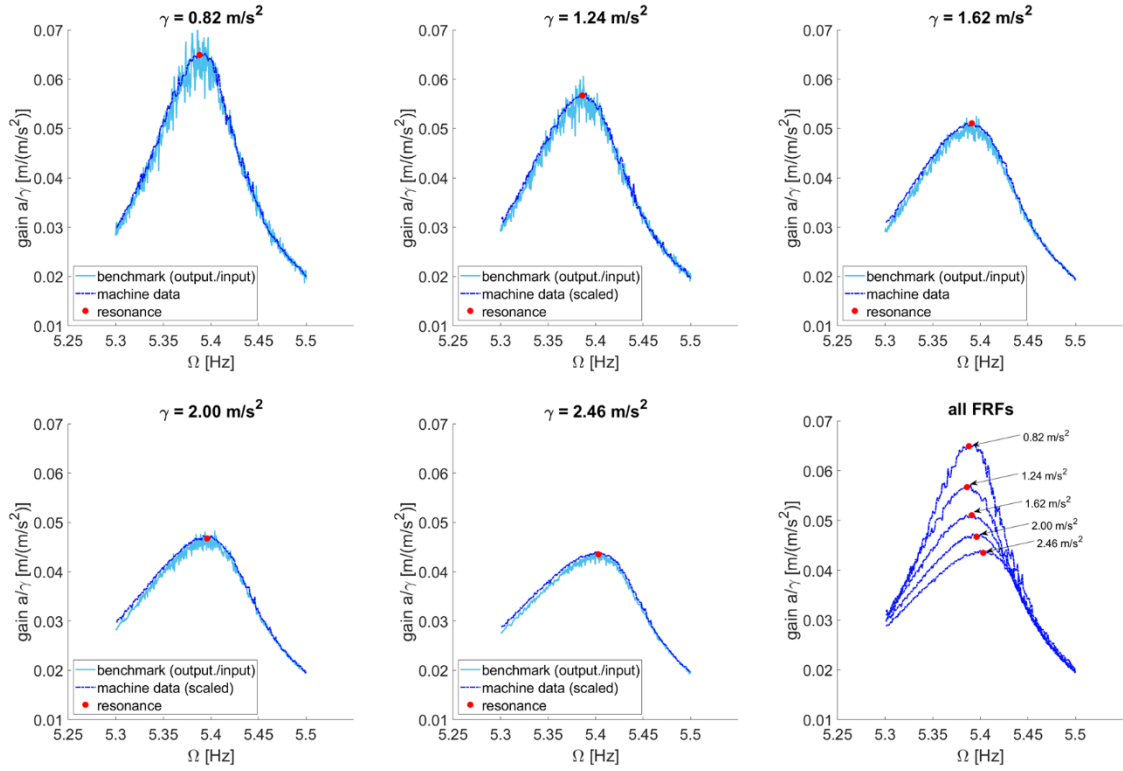 γ = 0.82 m/s²
0.07
0.06
0.05
0.04
0.03
0.02
0.01
gain a/γ [m/(m/s²)]
benchmark (output./input)
machine data (scaled)
resonance
5.25 5.3 5.35 5.4 5.45 5.5
Ω [Hz]
γ = 1.24 m/s²
0.07
0.06
0.05
0.04
0.03
0.02
0.01
gain a/γ [m/(m/s²)]
benchmark (output./input)
machine data (scaled)
resonance
5.25 5.3 5.35 5.4 5.45 5.5
Ω [Hz]
γ = 1.62 m/s²
0.07
0.06
0.05
0.04
0.03
0.02
0.01
gain a/γ [m/(m/s²)]
benchmark (output./input)
machine data
resonance
5.25 5.3 5.35 5.4 5.45 5.5
Ω [Hz]
γ = 2.00 m/s²
0.07
0.06
0.05
0.04
0.03
0.02
0.01
gain a/γ [m/(m/s²)]
benchmark (output./input)
machine data (scaled)
resonance
5.25 5.3 5.35 5.4 5.45 5.5
Ω [Hz]
γ = 2.46 m/s²
0.07
0.06
0.05
0.04
0.03
0.02
0.01
gain a/γ [m/(m/s²)]
benchmark (output./input)
machine data (scaled)
resonance
5.25 5.3 5.35 5.4 5.45 5.5
Ω [Hz]
all FRFs
0.07
0.06
0.05
0.04
0.03
0.02
0.01
gain a/γ [m/(m/s²)]
0.82 m/s²
1.24 m/s²
1.62 m/s²
2.00 m/s²
2.46 m/s²
5.25 5.3 5.35 5.4 5.45 5.5
Ω [Hz]